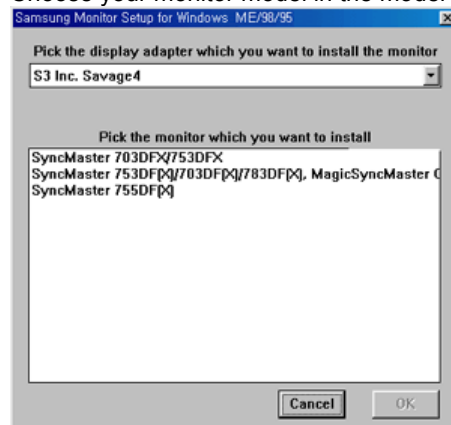 Choose your monitor model in the model
Samsung Monitor Setup for Windows ME/98/95
Pick the display adapter which you want to install the monitor
S3 Inc. Savage4
Pick the monitor which you want to install
SyncMaster 703DFX/753DFX
SyncMaster 753DF[X]/703DF[X]/783DF[X], MagicSyncMaster
SyncMaster 755DF[X]
Cancel
OK